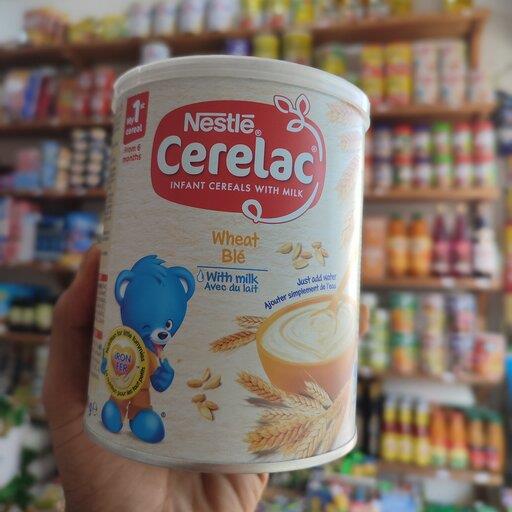 My
1st
cereal
From 6
months
Nestlé®
Cerelac®
INFANT CEREALS WITH MILK
Wheat
Blé
With milk
Avec du lait
Just add water
Ajouter simplement de l'eau
IRON
FER